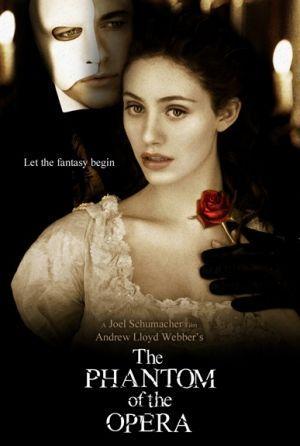 Let the fantasy begin
A Joel Schumacher Film
Andrew Lloyd Webber's
The
PHANTOM
of the
OPERA